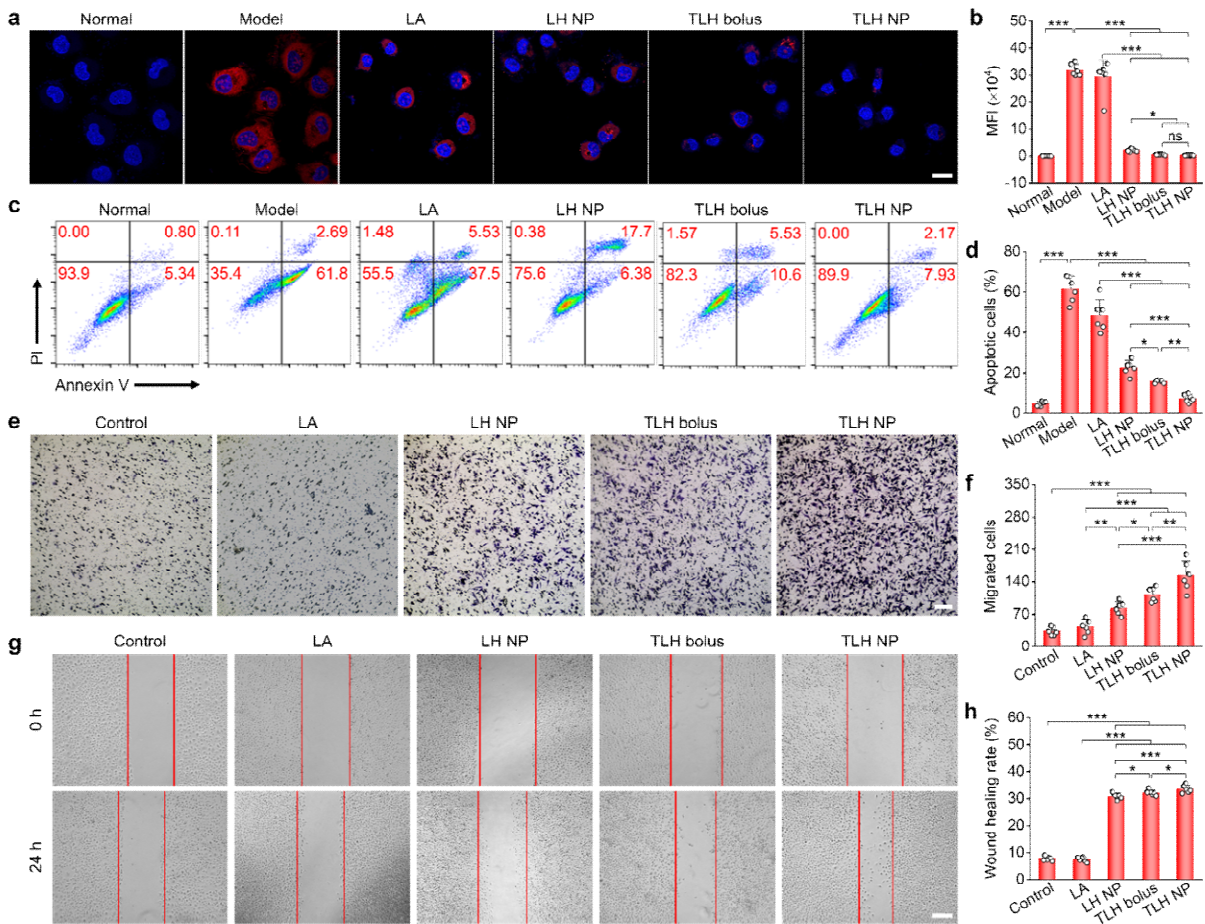 a
Normal Model LA LH NP TLH bolus TLH NP
b
MFI (×10⁴)
40
30
20
10
0
-10
***
***
***
*
ns
Normal Model LA LH NP TLH bolus TLH NP
c
Normal Model LA LH NP TLH bolus TLH NP
0.00 0.80 0.11 2.69 1.48 5.53 0.38 17.7 1.57 5.53 2.17
93.9 5.34 35.4 61.8 55.5 37.5 75.6 6.38 82.3 10.6 89.9 7.93
PI
Annexin V
d
Apoptotic cells (%)
80
60
40
20
0
***
***
***
***
*
**
Normal Model LA LH NP TLH bolus TLH NP
e
Control LA LH NP TLH bolus TLH NP
f
Migrated cells
350
280
210
140
70
0
***
***
** * **
***
Control LA LH NP TLH bolus TLH NP
g
Control LA LH NP TLH bolus TLH NP
0 h
24 h
h
Wound healing rate (%)
60
50
40
30
20
10
0
***
***
***
* *
Control LA LH NP TLH bolus TLH NP